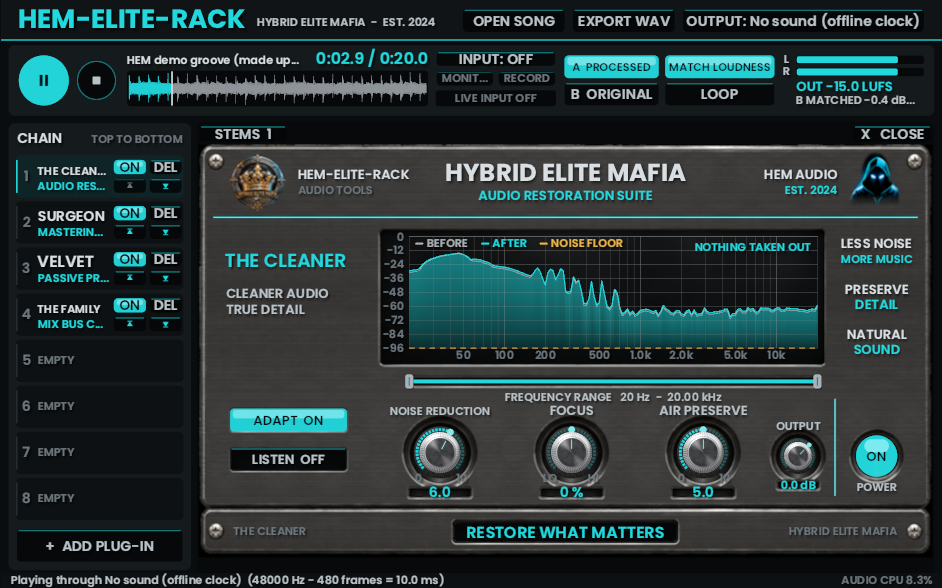 HEM-ELITE-RACK HYBRID ELITE MAFIA - EST. 2024 OPEN SONG EXPORT WAV OUTPUT: No sound (offline clock)
HEM demo groove (made up... 0:02.9 / 0:20.0
INPUT: OFF
MONIT... RECORD
LIVE INPUT OFF
A PROCESSED MATCH LOUDNESS
B ORIGINAL LOOP
L
R
OUT -15.0 LUFS
B MATCHED -0.4 dB...
CHAIN TOP TO BOTTOM
1 THE CLEAN... ON DEL
AUDIO RES...
2 SURGEON ON DEL
MASTERIN...
3 VELVET ON DEL
PASSIVE PR...
4 THE FAMILY ON DEL
MIX BUS C...
5 EMPTY
6 EMPTY
7 EMPTY
8 EMPTY
+ ADD PLUG-IN
STEMS 1 X CLOSE
HEM-ELITE-RACK
AUDIO TOOLS
HYBRID ELITE MAFIA
AUDIO RESTORATION SUITE
HEM AUDIO
EST. 2024
THE CLEANER
CLEANER AUDIO
TRUE DETAIL
BEFORE AFTER NOISE FLOOR NOTHING TAKEN OUT
0
-12
-24
-36
-48
-60
-72
-84
-96
50 100 200 500 1.0k 2.0k 5.0k 10k
LESS NOISE
MORE MUSIC
PRESERVE
DETAIL
NATURAL
SOUND
FREQUENCY RANGE 20 Hz - 20.00 kHz
ADAPT ON
LISTEN OFF
NOISE REDUCTION
6.0
FOCUS
0 %
AIR PRESERVE
5.0
OUTPUT
0.0 dB
ON
POWER
THE CLEANER RESTORE WHAT MATTERS HYBRID ELITE MAFIA
Playing through No sound (offline clock) (48000 Hz - 480 frames = 10.0 ms) AUDIO CPU 8.3%